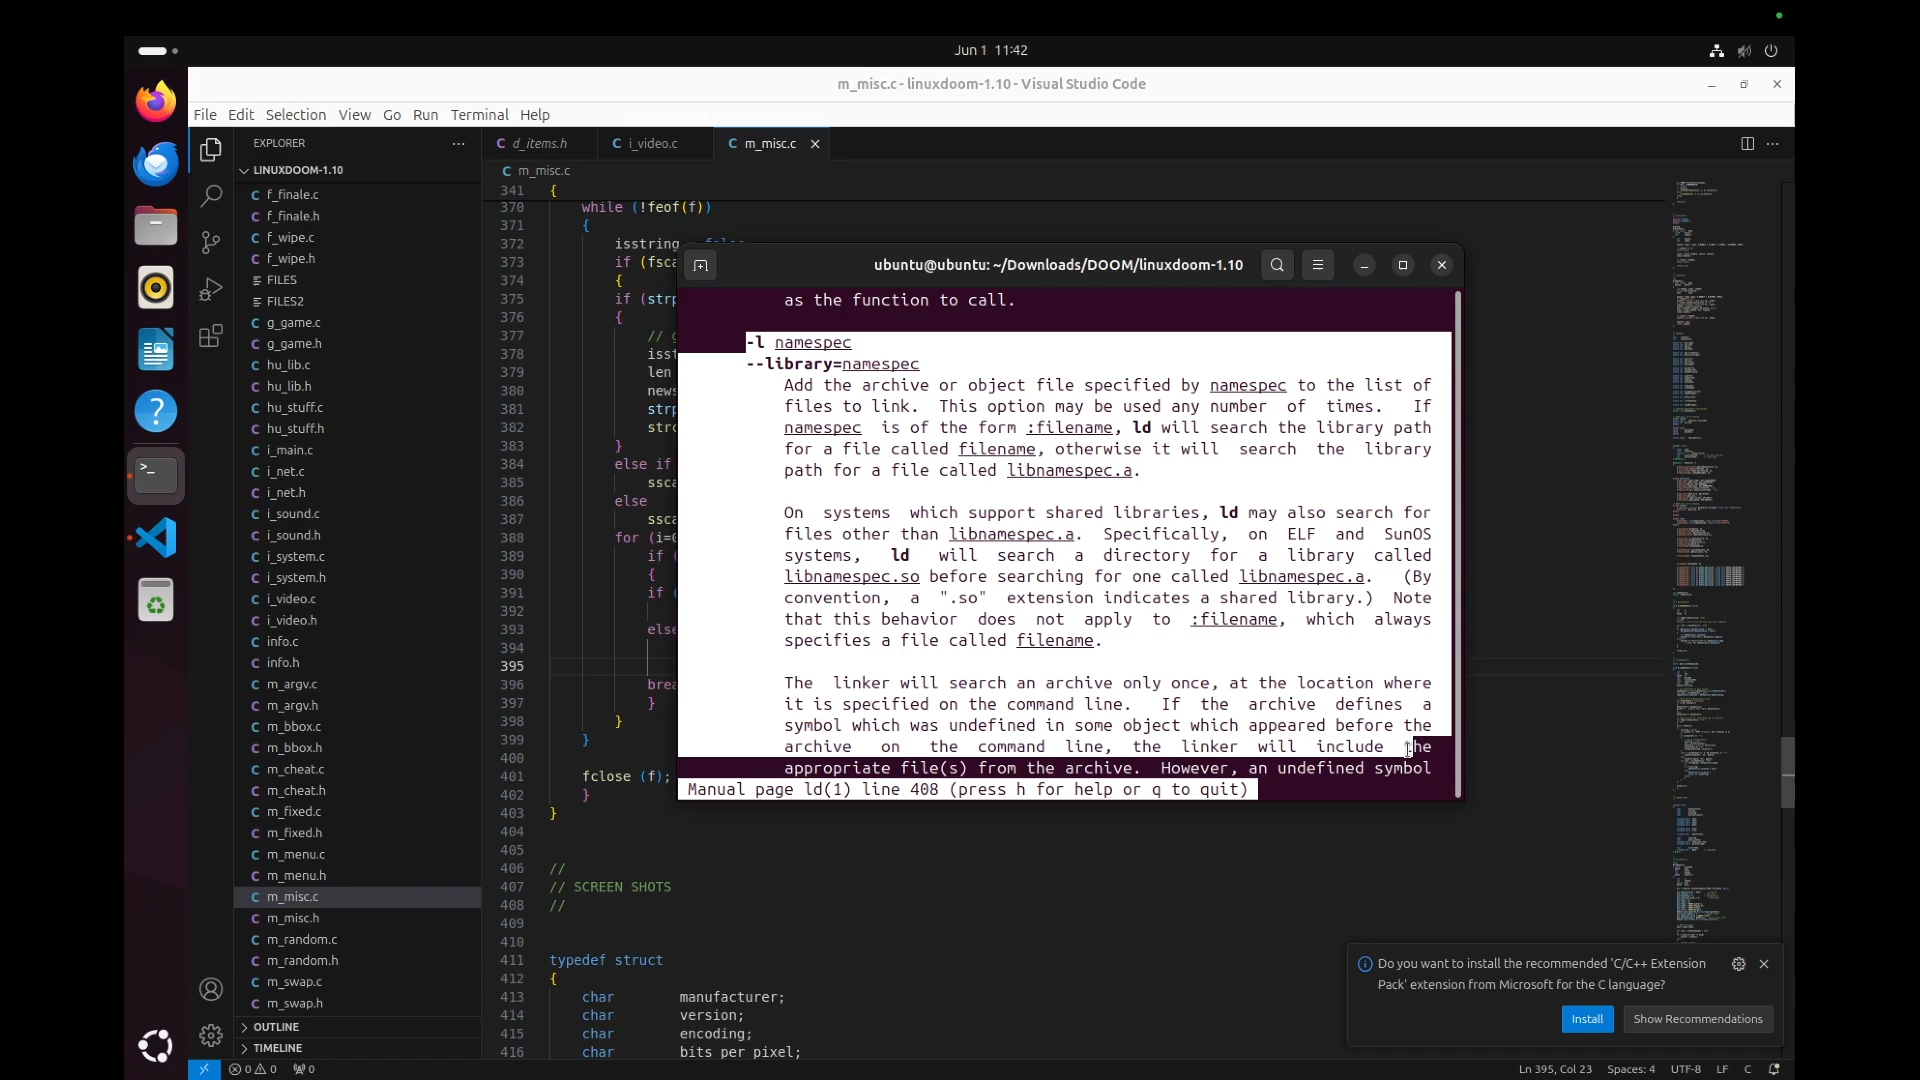 Jun 1 11:42
m_misc.c - linuxdoom-1.10 - Visual Studio Code
File Edit Selection View Go Run Terminal Help
EXPLORER
LINUXDOOM-1.10
f_finale.c
f_finale.h
f_wipe.c
f_wipe.h
FILES
FILES2
g_game.c
g_game.h
hu_lib.c
hu_lib.h
hu_stuff.c
hu_stuff.h
i_main.c
i_net.c
i_net.h
i_sound.c
i_sound.h
i_system.c
i_system.h
i_video.c
i_video.h
info.c
info.h
m_argv.c
m_argv.h
m_bbox.c
m_bbox.h
m_cheat.c
m_cheat.h
m_fixed.c
m_fixed.h
m_menu.c
m_menu.h
m_misc.c
m_misc.h
m_random.c
m_random.h
m_swap.c
m_swap.h
OUTLINE
TIMELINE
d_items.h i_video.c m_misc.c
m_misc.c
341 {
370 while (!feof(f))
371 {
372 isstring
373 if (fsc
374 {
375 if (strp
376 {
377 //
378 isst
379 len
380 news
381 strp
382 strc
383 }
384 else if
385 ssc
386 else
387 ssc
388 for (i=
389 if (
390 {
391 if (
392
393 else
394
395
396 brea
397 }
398 }
399 }
400
401 fclose (f);
402 }
403 }
404
405
406 //
407 // SCREEN SHOTS
408 //
409
410
411 typedef struct
412 {
413 char manufacturer;
414 char version;
415 char encoding;
416 char bits_per_pixel;
ubuntu@ubuntu: ~/Downloads/DOOM/linuxdoom-1.10
as the function to call.
-l namespec
--library=namespec
Add the archive or object file specified by namespec to the list of
files to link. This option may be used any number of times. If
namespec is of the form :filename, ld will search the library path
for a file called filename, otherwise it will search the library
path for a file called libnamespec.a.
On systems which support shared libraries, ld may also search for
files other than libnamespec.a. Specifically, on ELF and SunOS
systems, ld will search a directory for a library called
libnamespec.so before searching for one called libnamespec.a. (By
convention, a ".so" extension indicates a shared library.) Note
that this behavior does not apply to :filename, which always
specifies a file called filename.
The linker will search an archive only once, at the location where
it is specified on the command line. If the archive defines a
symbol which was undefined in some object which appeared before the
archive on the command line, the linker will include the
appropriate file(s) from the archive. However, an undefined symbol
Manual page ld(1) line 408 (press h for help or q to quit)
Do you want to install the recommended 'C/C++ Extension
Pack' extension from Microsoft for the C language?
Install Show Recommendations
0 0 0
Ln 395, Col 23 Spaces: 4 UTF-8 LF C